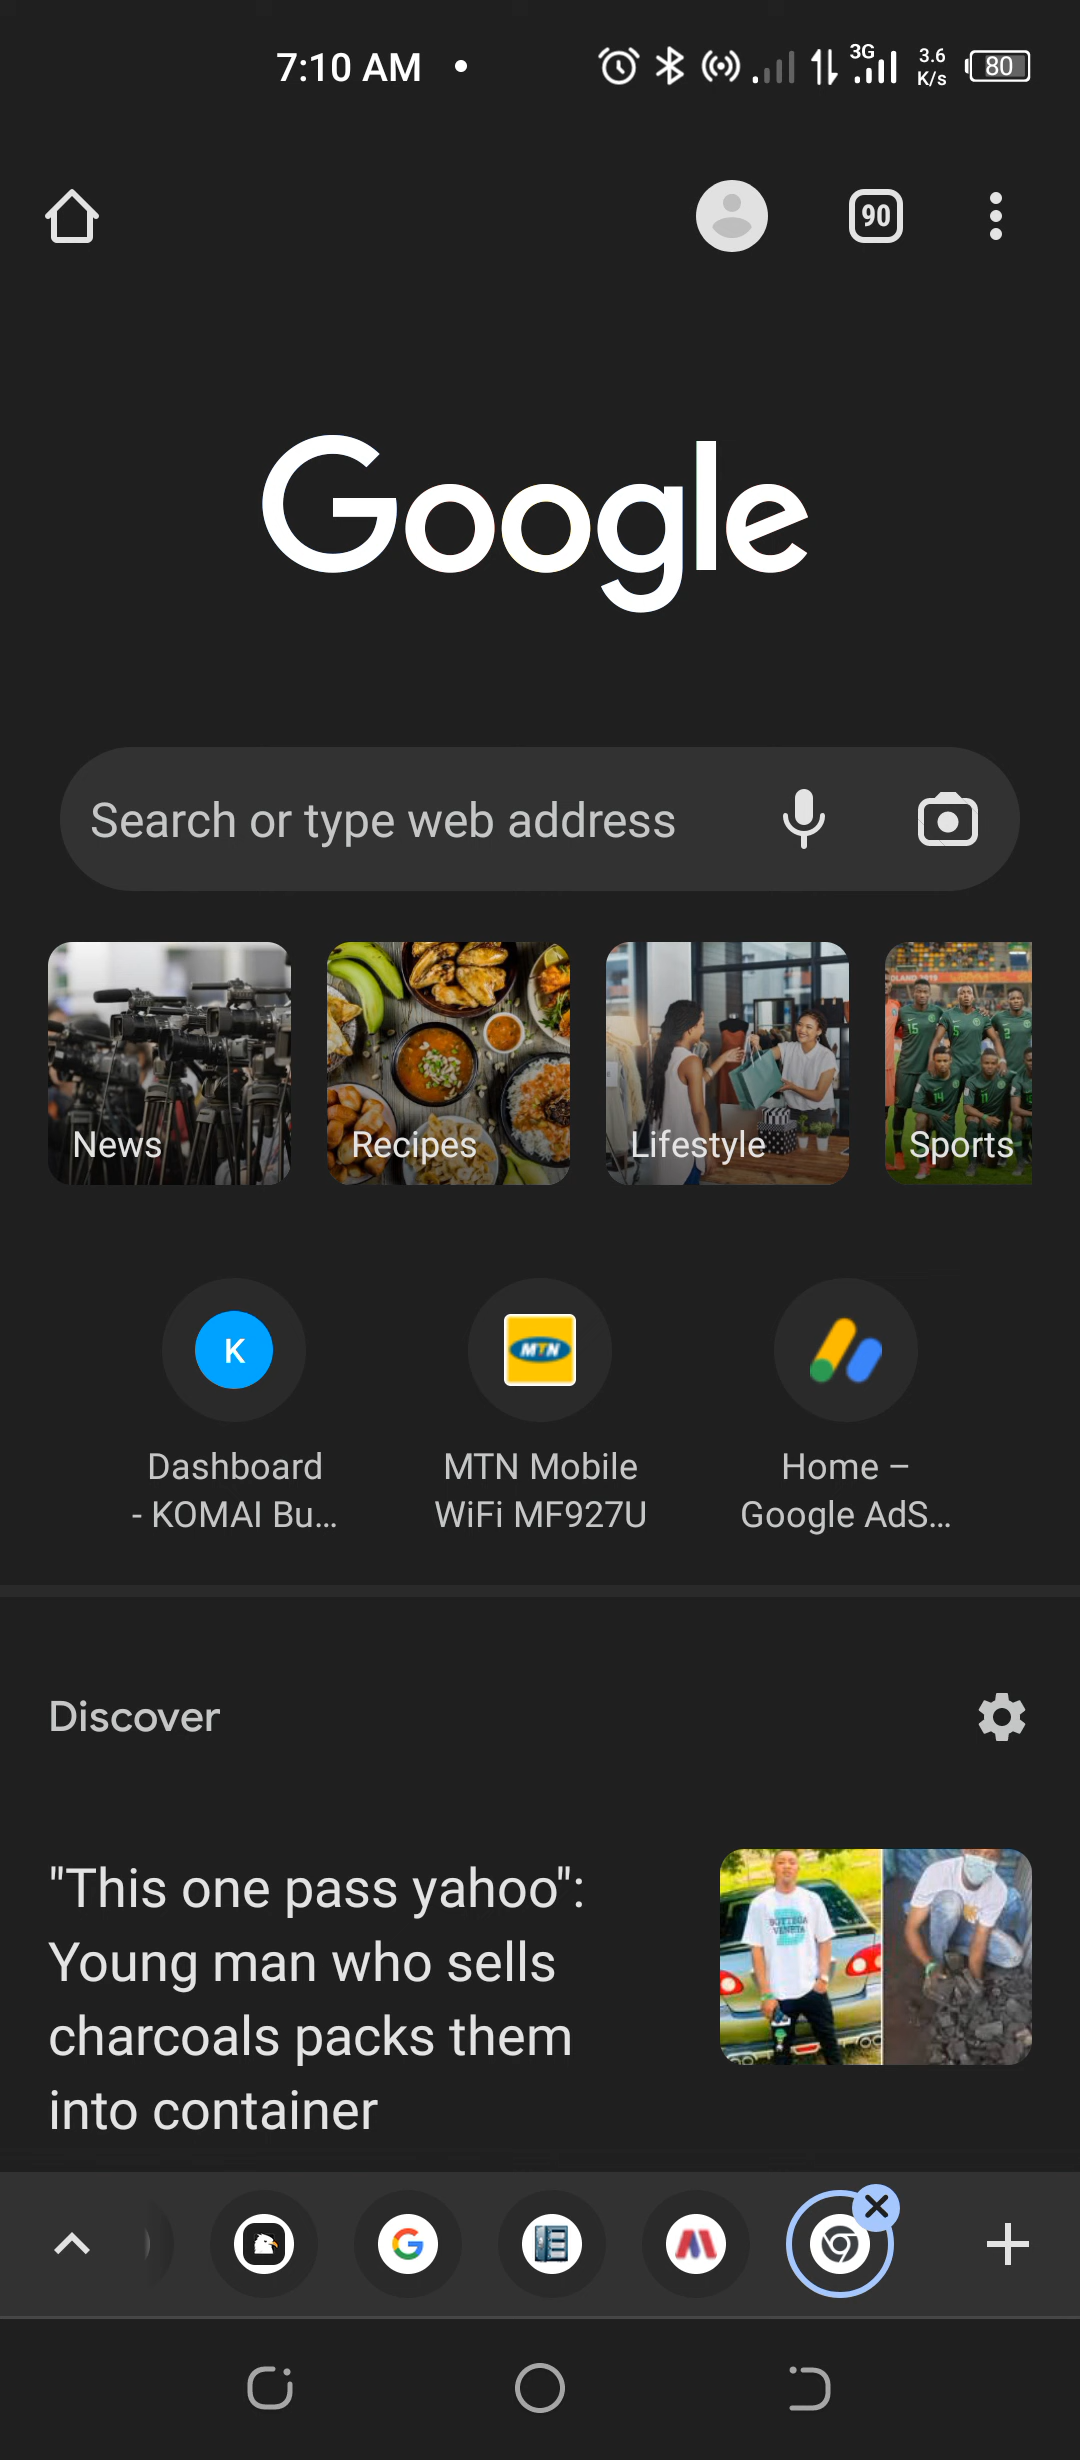 7:10 AM
3G
3.6
K/s
80
90
Google
Search or type web address
News
Recipes
Lifestyle
Sports
K
MTN
Dashboard
- KOMAI Bu...
MTN Mobile
WiFi MF927U
Home –
Google AdS...
Discover
"This one pass yahoo":
Young man who sells
charcoals packs them
into container
BOTTEGA
VENETA